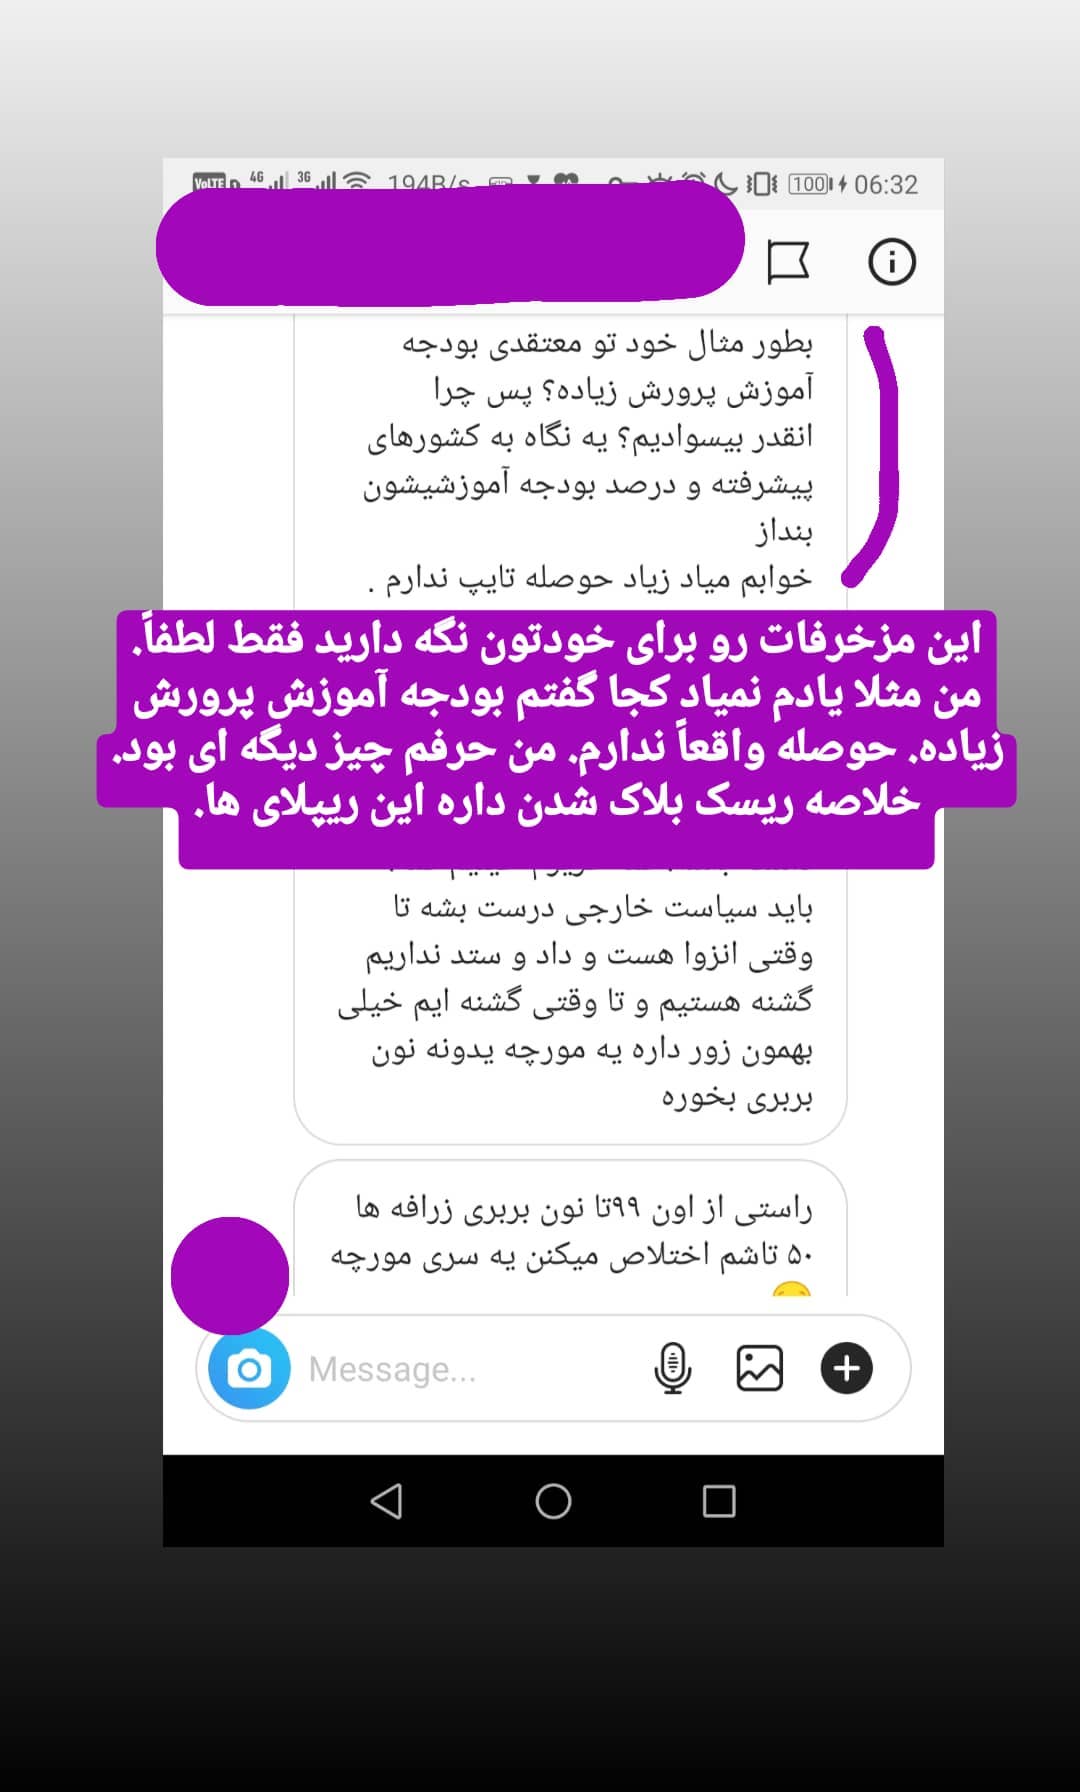 VoLTE 4G 3G 194B/s 100 06:32
بطور مثال خود تو معتقدی بودجه
آموزش پرورش زیاده؟ پس چرا
انقدر بیسوادیم؟ یه نگاه به کشورهای
پیشرفته و درصد بودجه آموزشیشون
بنداز
خوابم میاد زیاد حوصله تایپ ندارم .
این مزخرفات رو برای خودتون نگه دارید فقط لطفاً.
من مثلا یادم نمیاد کجا گفتم بودجه آموزش پرورش
زیاده. حوصله واقعاً ندارم. من حرفم چیز دیگه ای بود.
خلاصه ریسک بلاک شدن داره این ریپلای ها.
باید سیاست خارجی درست بشه تا
وقتی انزوا هست و داد و ستد نداریم
گشنه هستیم و تا وقتی گشنه ایم خیلی
بهمون زور داره یه مورچه یدونه نون
بربری بخوره
راستی از اون ۹۹تا نون بربری زرافه ها
۵۰ تاشم اختلاص میکنن یه سری مورچه
Message...